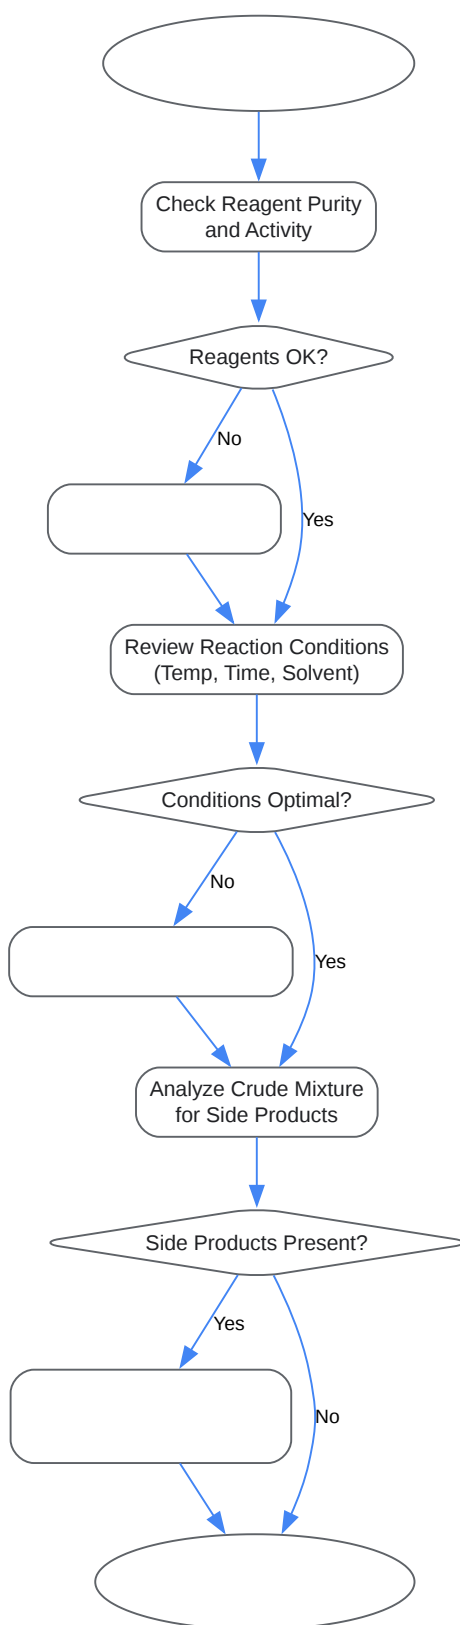 Check Reagent Purity
and Activity
Reagents OK?
No
Yes
Review Reaction Conditions
(Temp, Time, Solvent)
Conditions Optimal?
No
Yes
Analyze Crude Mixture
for Side Products
Side Products Present?
Yes
No